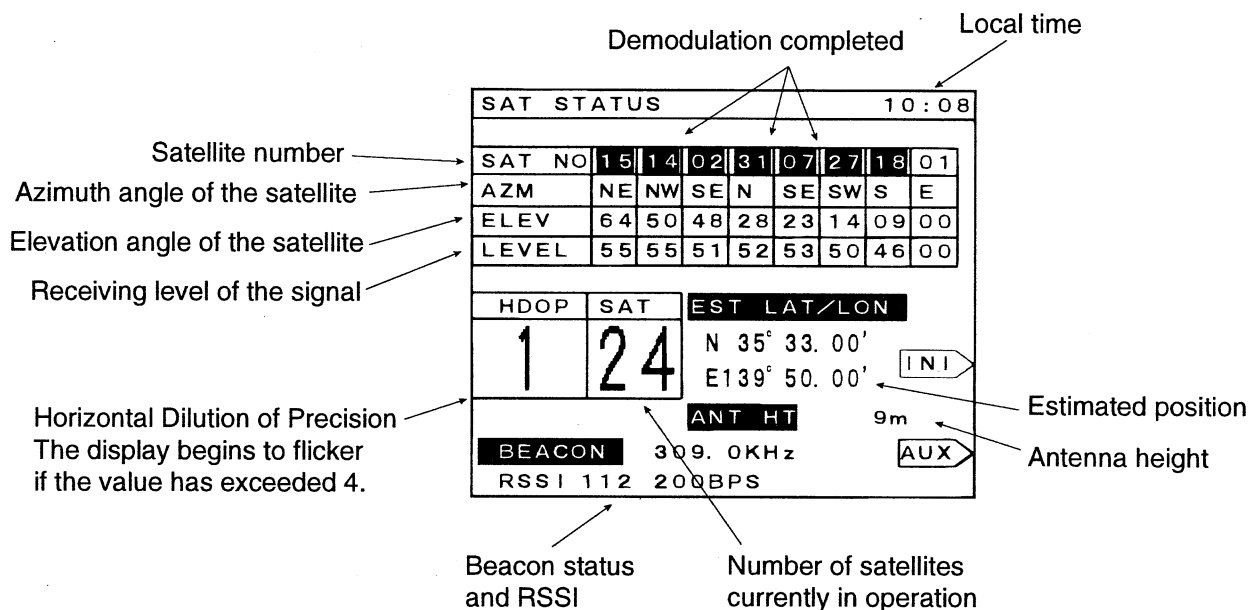 Demodulation completed
Local time
SAT STATUS 10:08
Satellite number
SAT NO 15 14 02 31 07 27 18 01
Azimuth angle of the satellite
AZM NE NW SE N SE SW S E
Elevation angle of the satellite
ELEV 64 50 48 28 23 14 09 00
Receiving level of the signal
LEVEL 55 55 51 52 53 50 46 00
HDOP SAT EST LAT/LON
1 24
N 35° 33. 00'
E139° 50. 00'
INI
Horizontal Dilution of Precision
The display begins to flicker
if the value has exceeded 4.
ANT HT 9m
Estimated position
Antenna height
BEACON 309. 0KHz AUX
RSSI 112 200BPS
Beacon status
and RSSI
Number of satellites
currently in operation